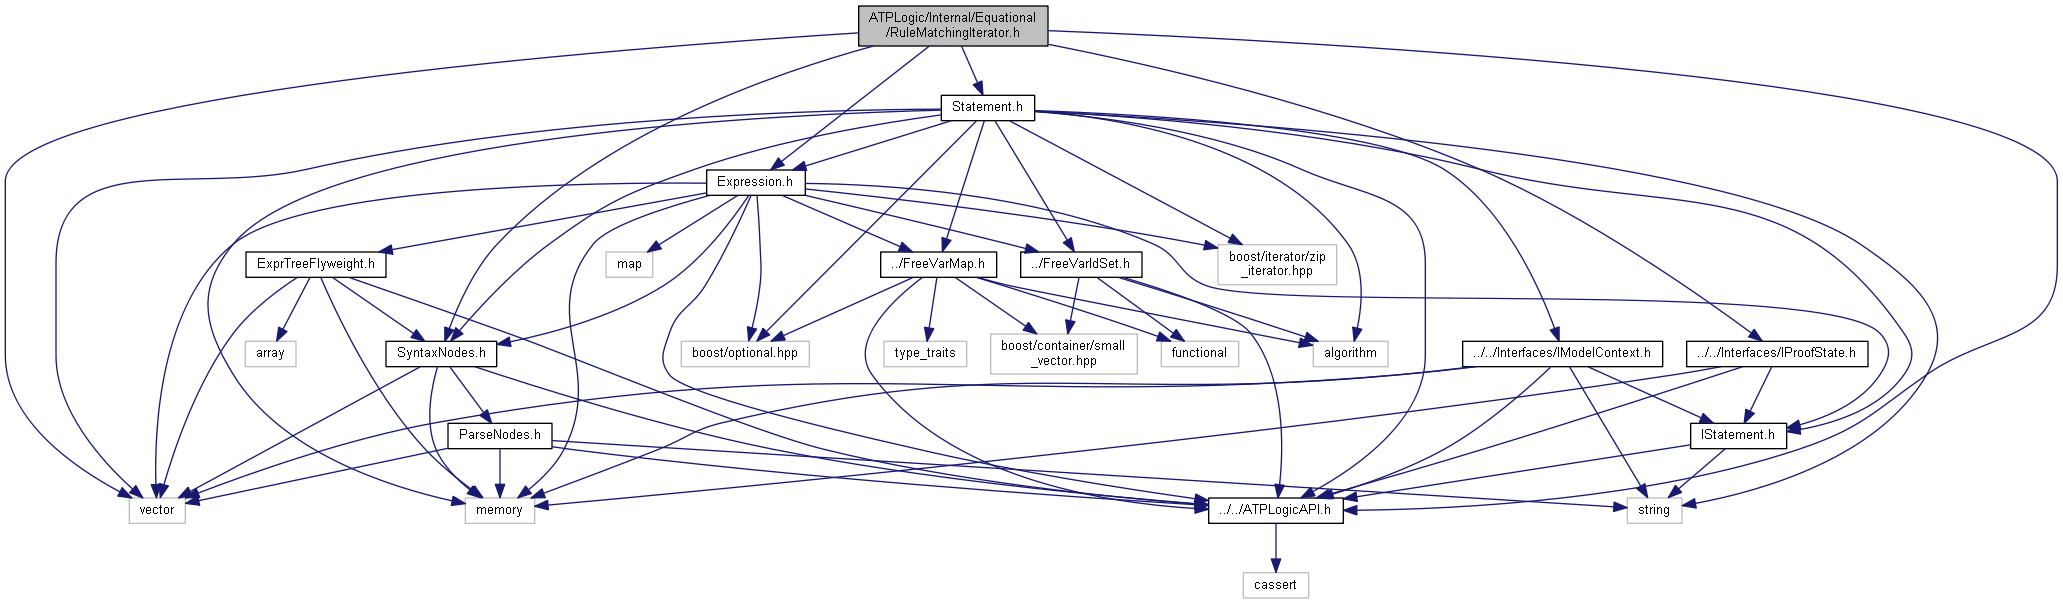 ATPLogic/Internal/Equational
/RuleMatchingIterator.h
Statement.h
Expression.h
ExprTreeFlyweight.h
map
../FreeVarMap.h
../FreeVarIdSet.h
boost/iterator/zip
_iterator.hpp
array
SyntaxNodes.h
boost/optional.hpp
type_traits
boost/container/small
_vector.hpp
functional
algorithm
../../Interfaces/IModelContext.h
../../Interfaces/IProofState.h
ParseNodes.h
IStatement.h
vector
memory
../../ATPLogicAPI.h
string
cassert